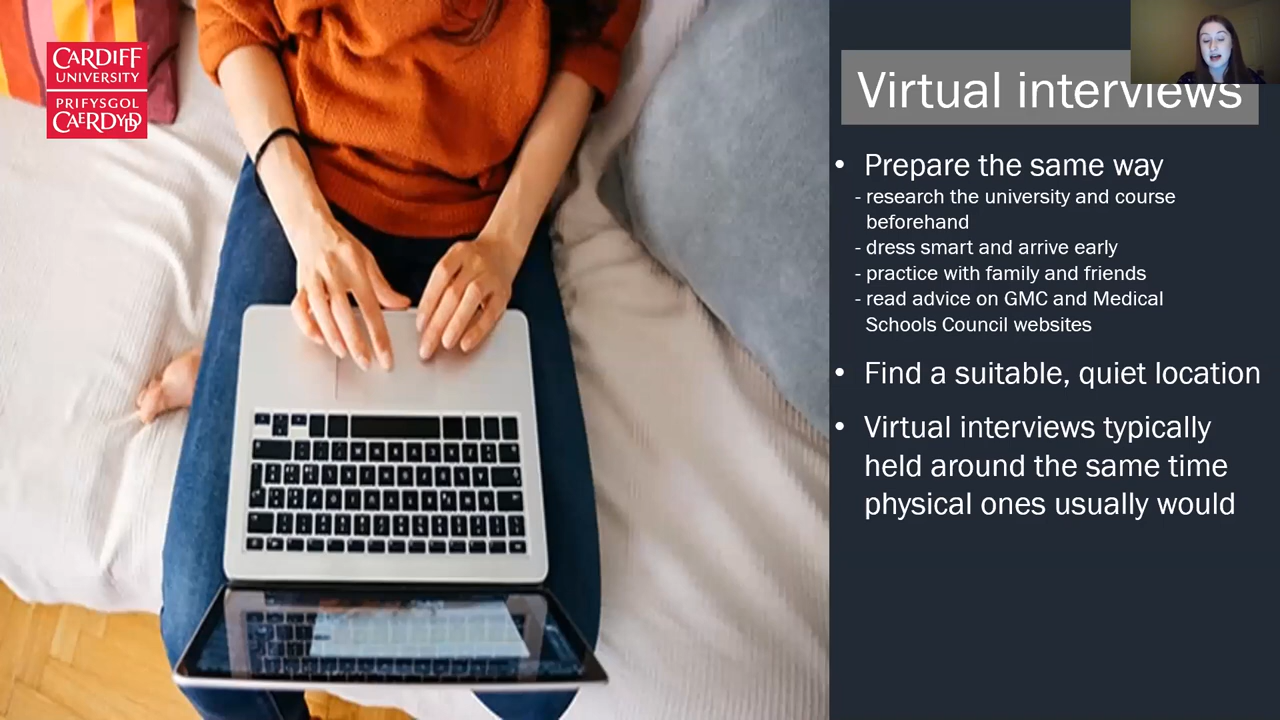 CARDIFF
UNIVERSITY
PRIFYSGOL
CAERDYDD
Virtual interviews
• Prepare the same way
- research the university and course
beforehand
- dress smart and arrive early
- practice with family and friends
- read advice on GMC and Medical
Schools Council websites
• Find a suitable, quiet location
• Virtual interviews typically
held around the same time
physical ones usually would